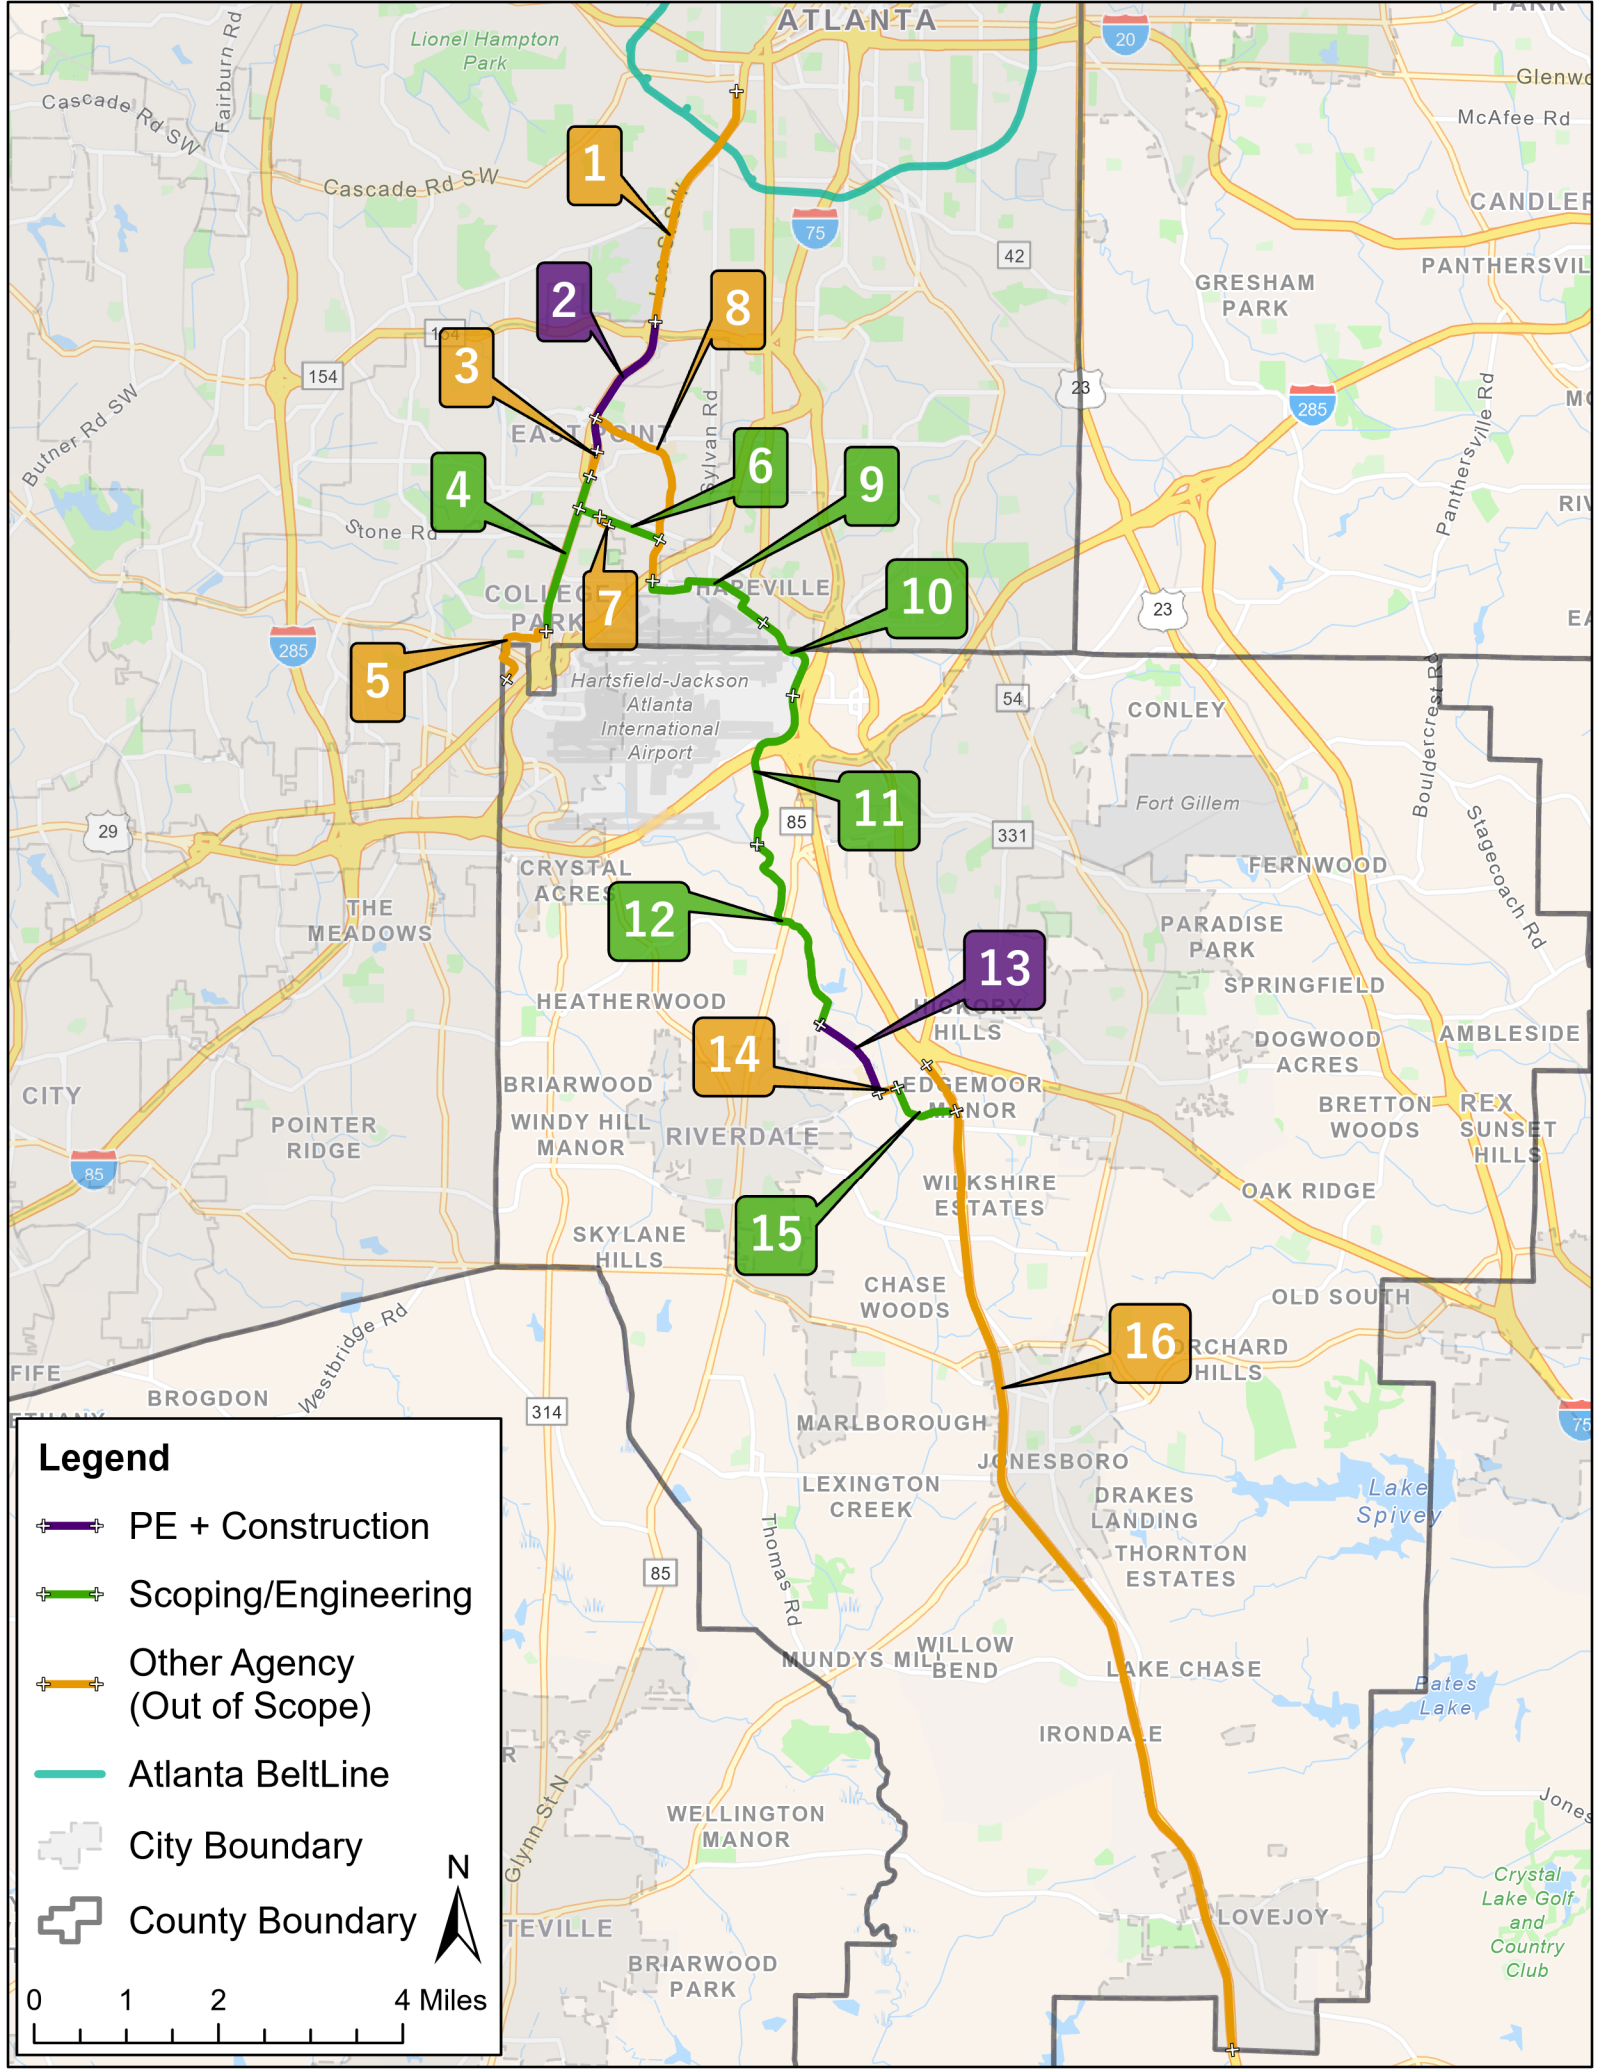 ATLANTA
PARK
20
Lionel Hampton
Park
Fairburn Rd
Glenwo
Cascade Rd SW
McAfee Rd
1
Cascade Rd SW
CANDLER
75
42
PANTHERSVIL
GRESHAM
PARK
2
8
154
3
154
23
285
Butner Rd SW
EAST POINT
Sylvan Rd
Panthersville Rd
4
6
9
RIV
Stone Rd
COLLEGE
PARK
7
HAPEVILLE
10
23
EA
285
5
Hartsfield-Jackson
Atlanta
International
Airport
54
CONLEY
Bouldercrest Rd
11
85
331
Fort Gillem
29
Stagecoach Rd
CRYSTAL
ACRES
FERNWOOD
THE
MEADOWS
12
PARADISE
PARK
13
SPRINGFIELD
HEATHERWOOD
HICKORY
HILLS
14
DOGWOOD
ACRES
AMBLESIDE
CITY
BRIARWOOD
EDGEMOOR
MANOR
BRETTON
WOODS
REX
SUNSET
HILLS
POINTER
RIDGE
WINDY HILL
MANOR
RIVERDALE
85
WILKSHIRE
ESTATES
OAK RIDGE
15
SKYLANE
HILLS
CHASE
WOODS
OLD SOUTH
Westbridge Rd
16
ORCHARD
HILLS
FIFE
BROGDON
314
MARLBOROUGH
75
JONESBORO
LEXINGTON
CREEK
DRAKES
LANDING
Lake
Spivey
Thomas Rd
THORNTON
ESTATES
85
MUNDYS MILL
WILLOW
BEND
LAKE CHASE
Pates
Lake
IRONDALE
Glynn St N
WELLINGTON
MANOR
Jones
Crystal
Lake Golf
and
Country
Club
LOVEJOY
TEVILLE
BRIARWOOD
PARK
Legend
PE + Construction
Scoping/Engineering
Other Agency
(Out of Scope)
Atlanta BeltLine
City Boundary
County Boundary
N
0 1 2 4 Miles